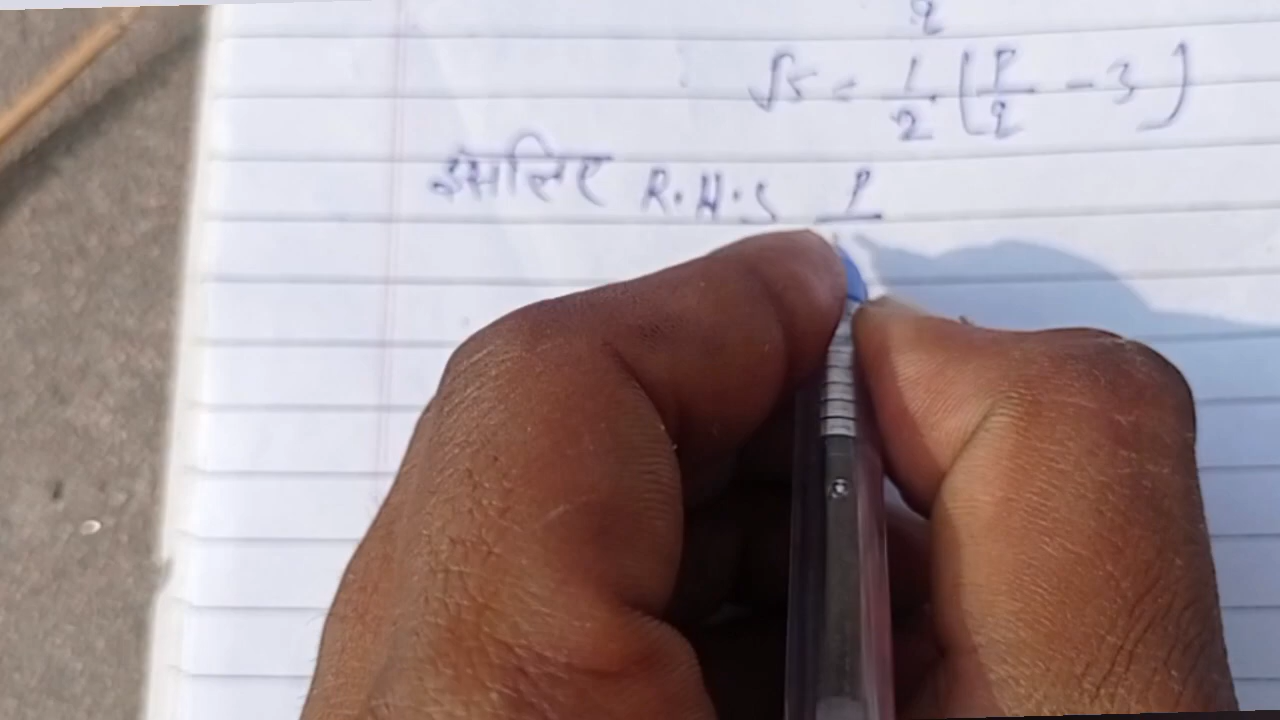 q
√5 = 1/2 (p/q - 3)
इसलिए R.H.S p/